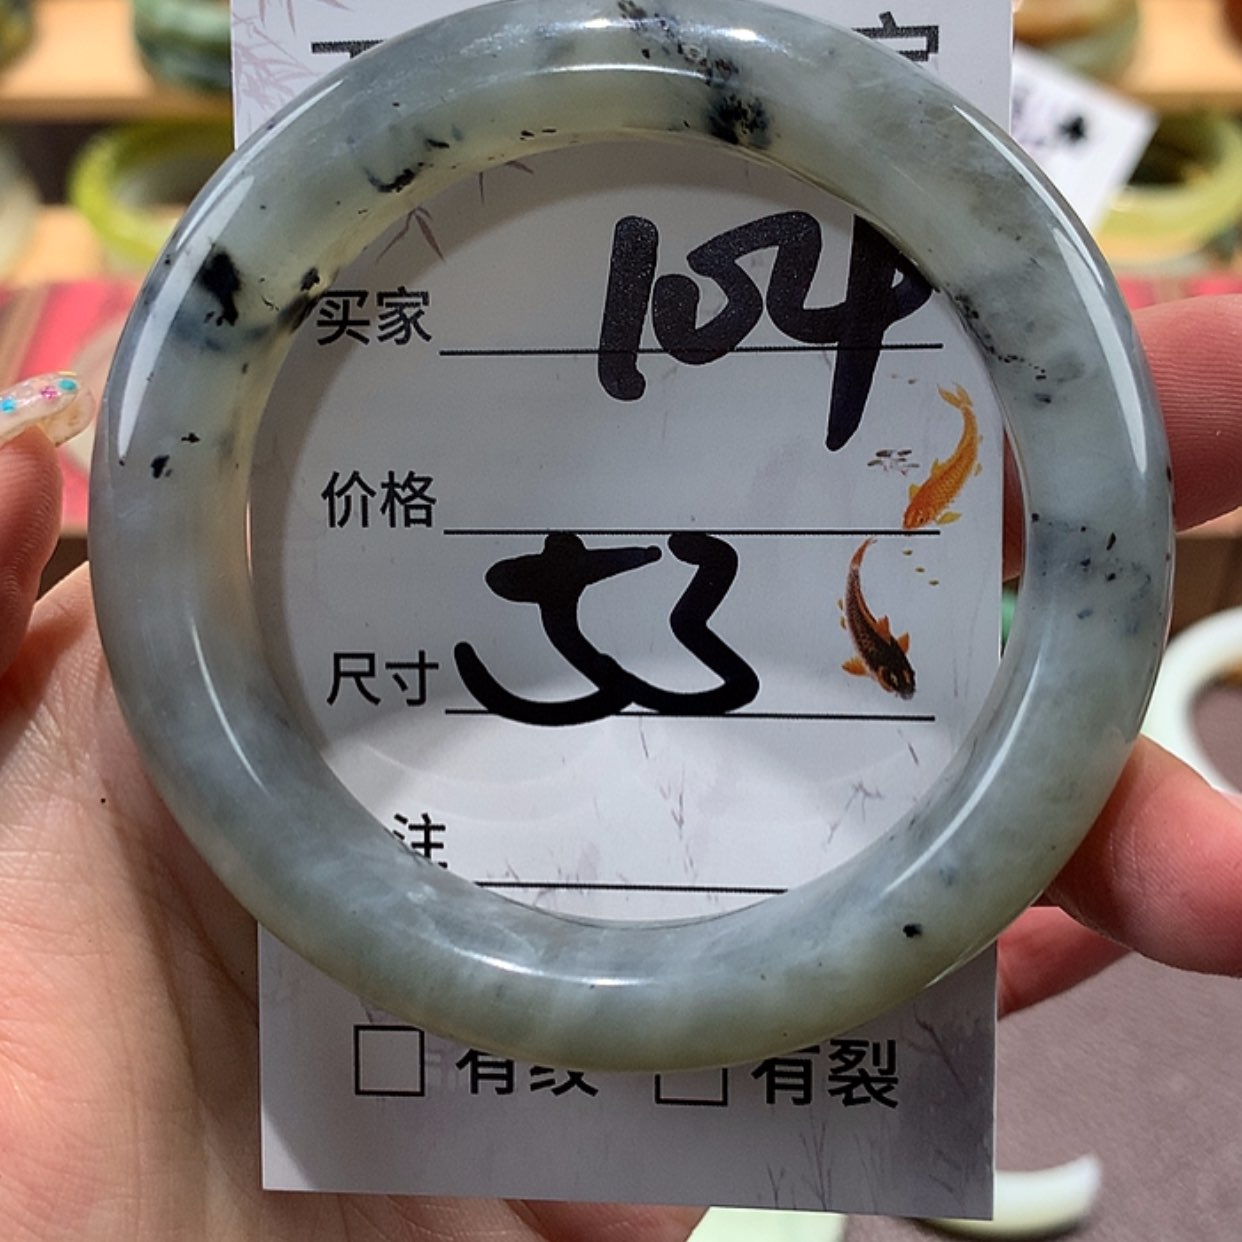 买家 104
价格
尺寸 53
注
有纹 有裂